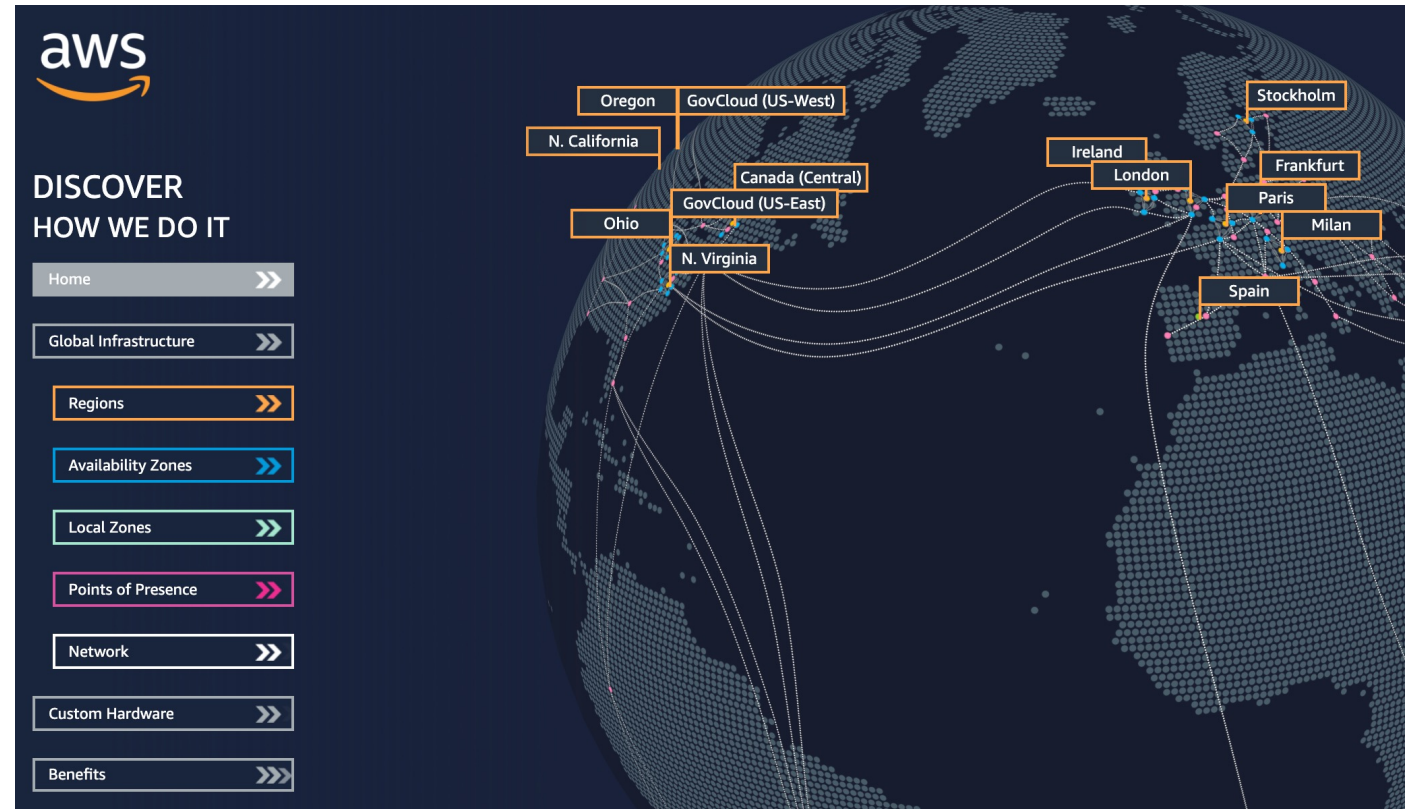 aws
DISCOVER
HOW WE DO IT
Home
Global Infrastructure
Regions
Availability Zones
Local Zones
Points of Presence
Network
Custom Hardware
Benefits
Oregon
GovCloud (US-West)
N. California
Canada (Central)
GovCloud (US-East)
Ohio
N. Virginia
Stockholm
Ireland
London
Frankfurt
Paris
Milan
Spain